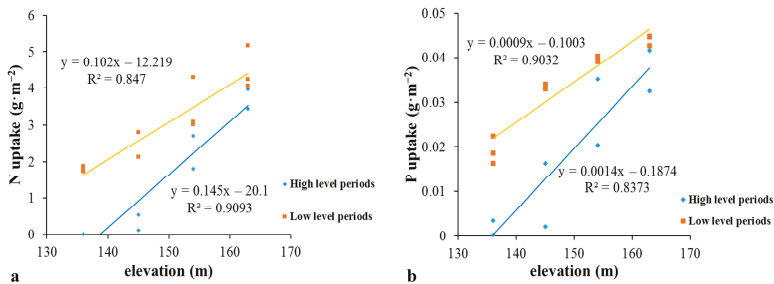 6
5
4
3
2
1
0
N uptake (g·m⁻²)
y = 0.102x − 12.219
R² = 0.847
y = 0.145x − 20.1
R² = 0.9093
High level periods
Low level periods
130 140 150 160 170
elevation (m)
a
0.05
0.04
0.03
0.02
0.01
0
P uptake (g·m⁻²)
y = 0.0009x − 0.1003
R² = 0.9032
y = 0.0014x − 0.1874
R² = 0.8373
High level periods
Low level periods
130 140 150 160 170
elevation (m)
b